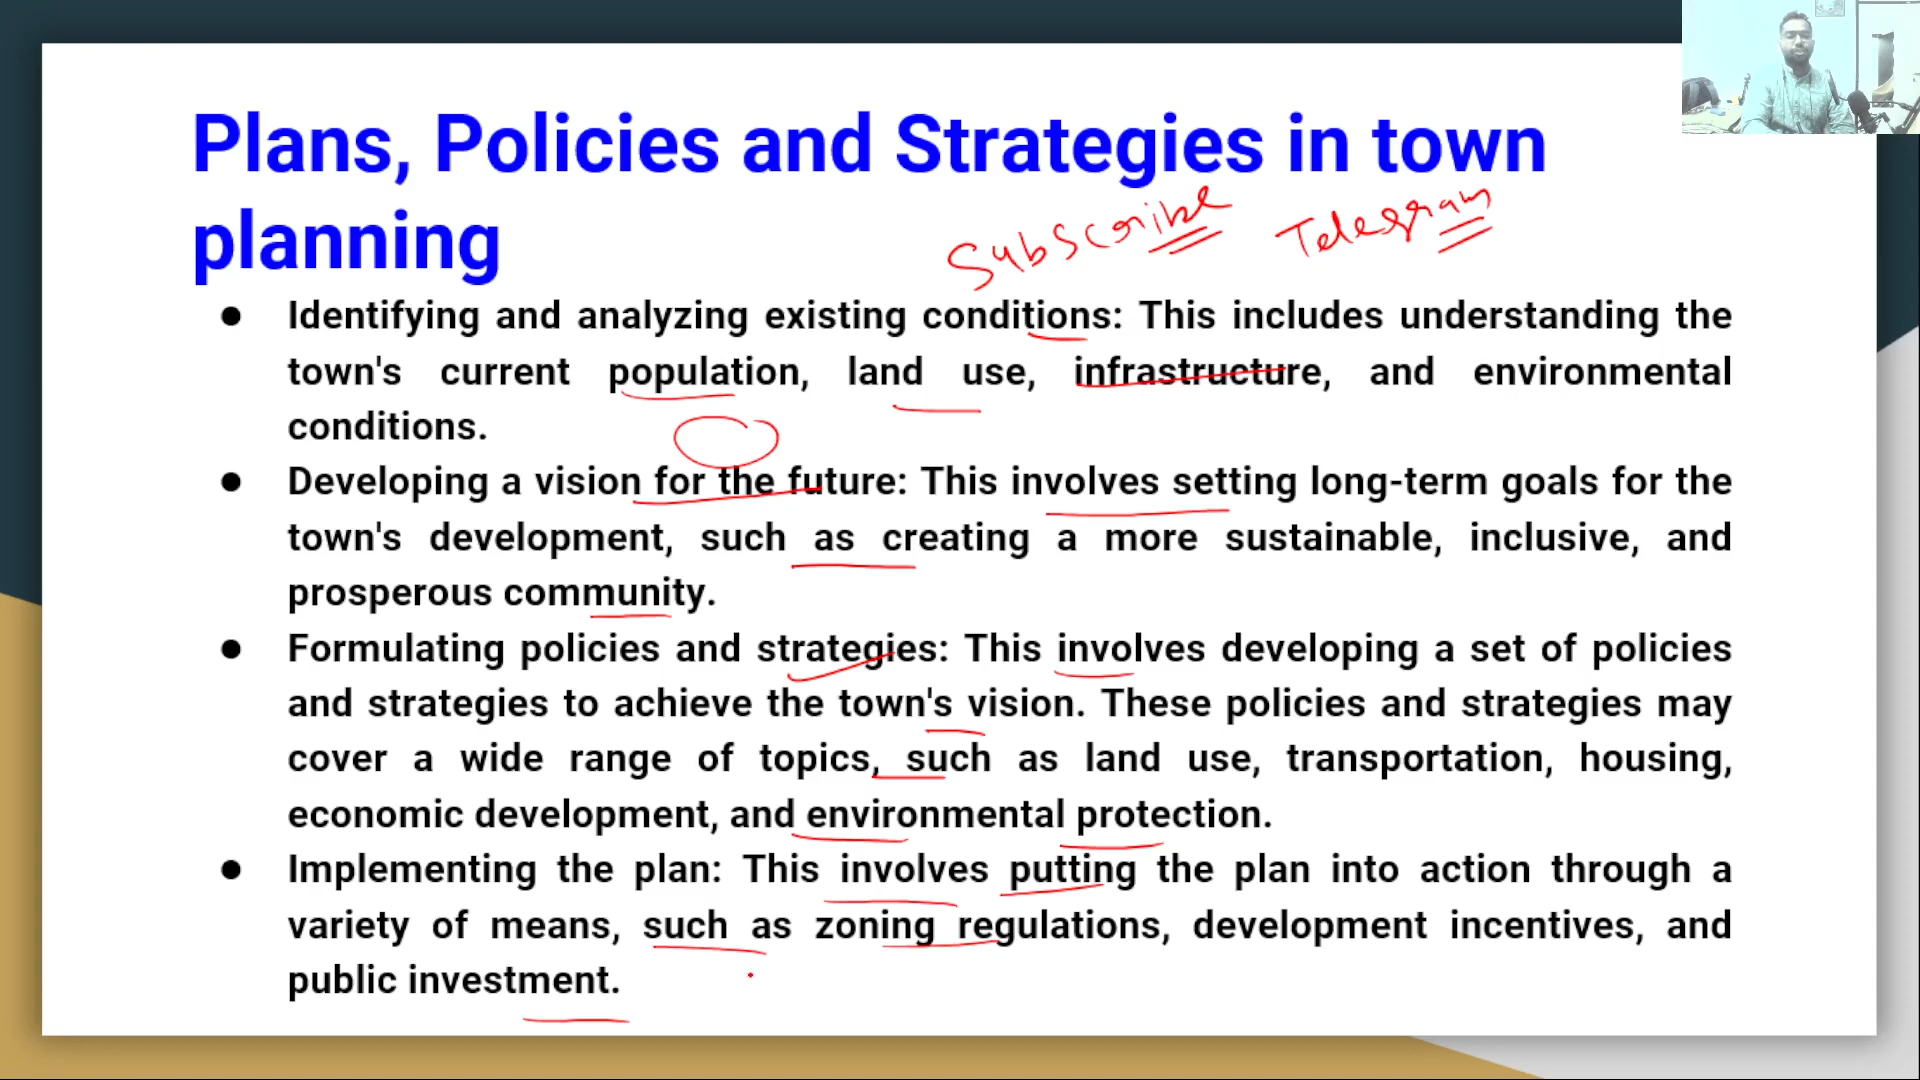 Plans, Policies and Strategies in town
planning
Subscribe Telegram
● Identifying and analyzing existing conditions: This includes understanding the
town's current population, land use, infrastructure, and environmental
conditions.
● Developing a vision for the future: This involves setting long-term goals for the
town's development, such as creating a more sustainable, inclusive, and
prosperous community.
● Formulating policies and strategies: This involves developing a set of policies
and strategies to achieve the town's vision. These policies and strategies may
cover a wide range of topics, such as land use, transportation, housing,
economic development, and environmental protection.
● Implementing the plan: This involves putting the plan into action through a
variety of means, such as zoning regulations, development incentives, and
public investment.